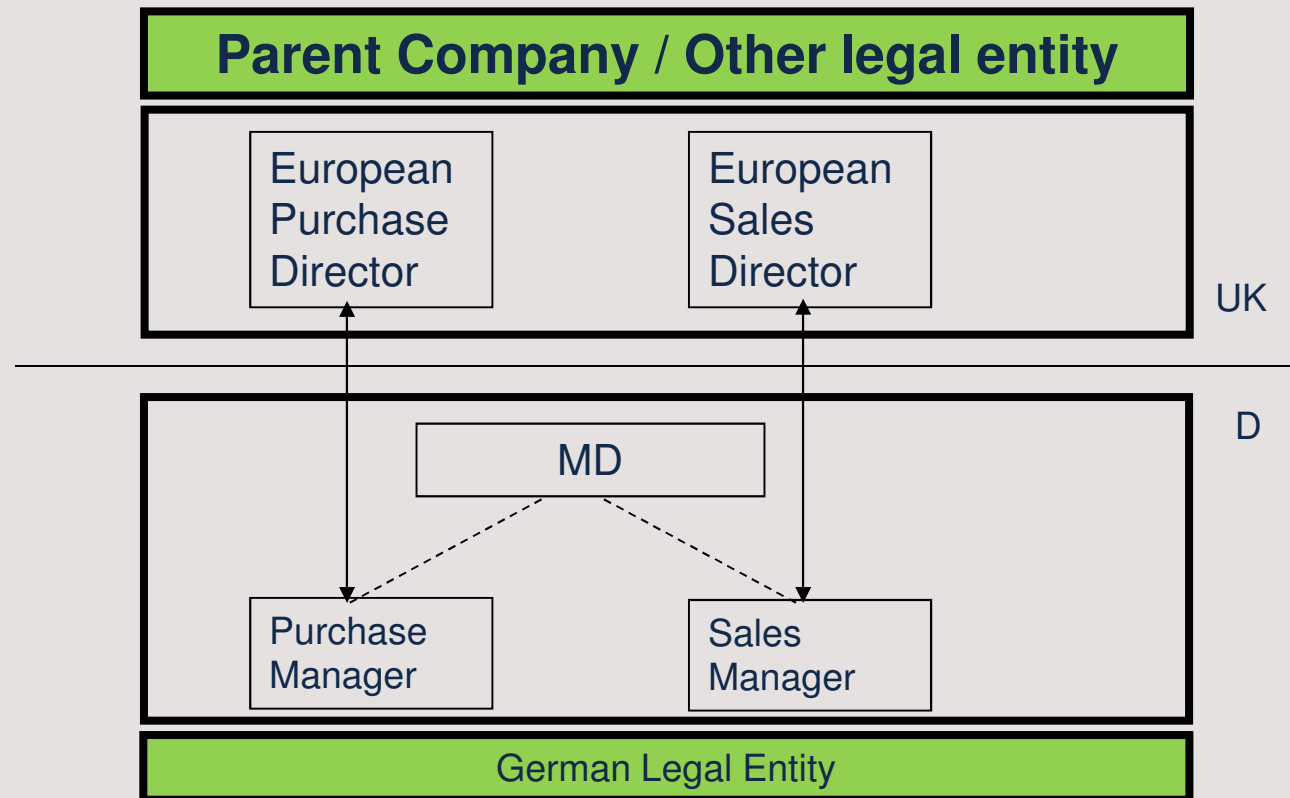 Parent Company / Other legal entity
European
Purchase
Director
European
Sales
Director
UK
D
MD
Purchase
Manager
Sales
Manager
German Legal Entity